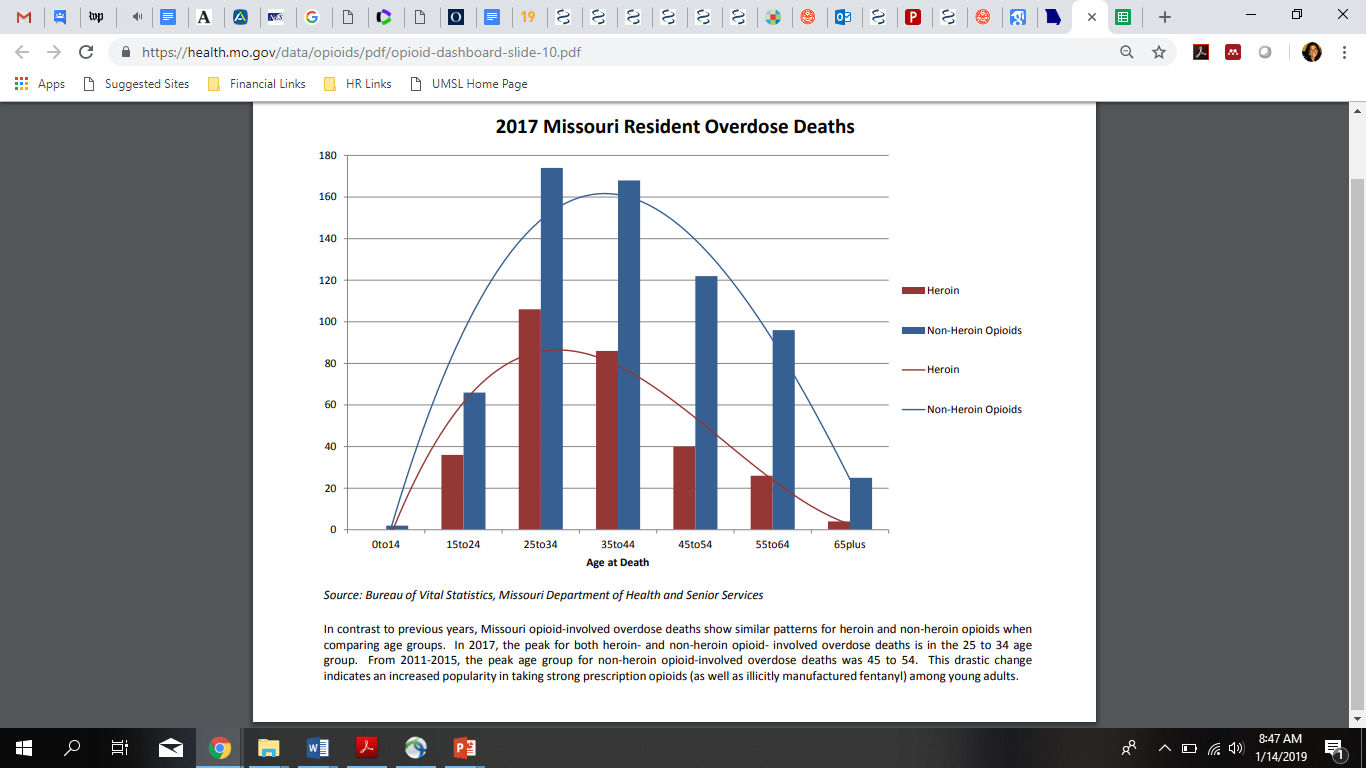 19
https://health.mo.gov/data/opioids/pdf/opioid-dashboard-slide-10.pdf
Apps Suggested Sites Financial Links HR Links UMSL Home Page
2017 Missouri Resident Overdose Deaths
180
160
140
120
100
80
60
40
20
0
0to14 15to24 25to34 35to44 45to54 55to64 65plus
Age at Death
Heroin
Non-Heroin Opioids
Heroin
Non-Heroin Opioids
Source: Bureau of Vital Statistics, Missouri Department of Health and Senior Services
In contrast to previous years, Missouri opioid-involved overdose deaths show similar patterns for heroin and non-heroin opioids when
comparing age groups. In 2017, the peak for both heroin- and non-heroin opioid- involved overdose deaths is in the 25 to 34 age
group. From 2011-2015, the peak age group for non-heroin opioid-involved overdose deaths was 45 to 54. This drastic change
indicates an increased popularity in taking strong prescription opioids (as well as illicitly manufactured fentanyl) among young adults.
8:47 AM
1/14/2019
1